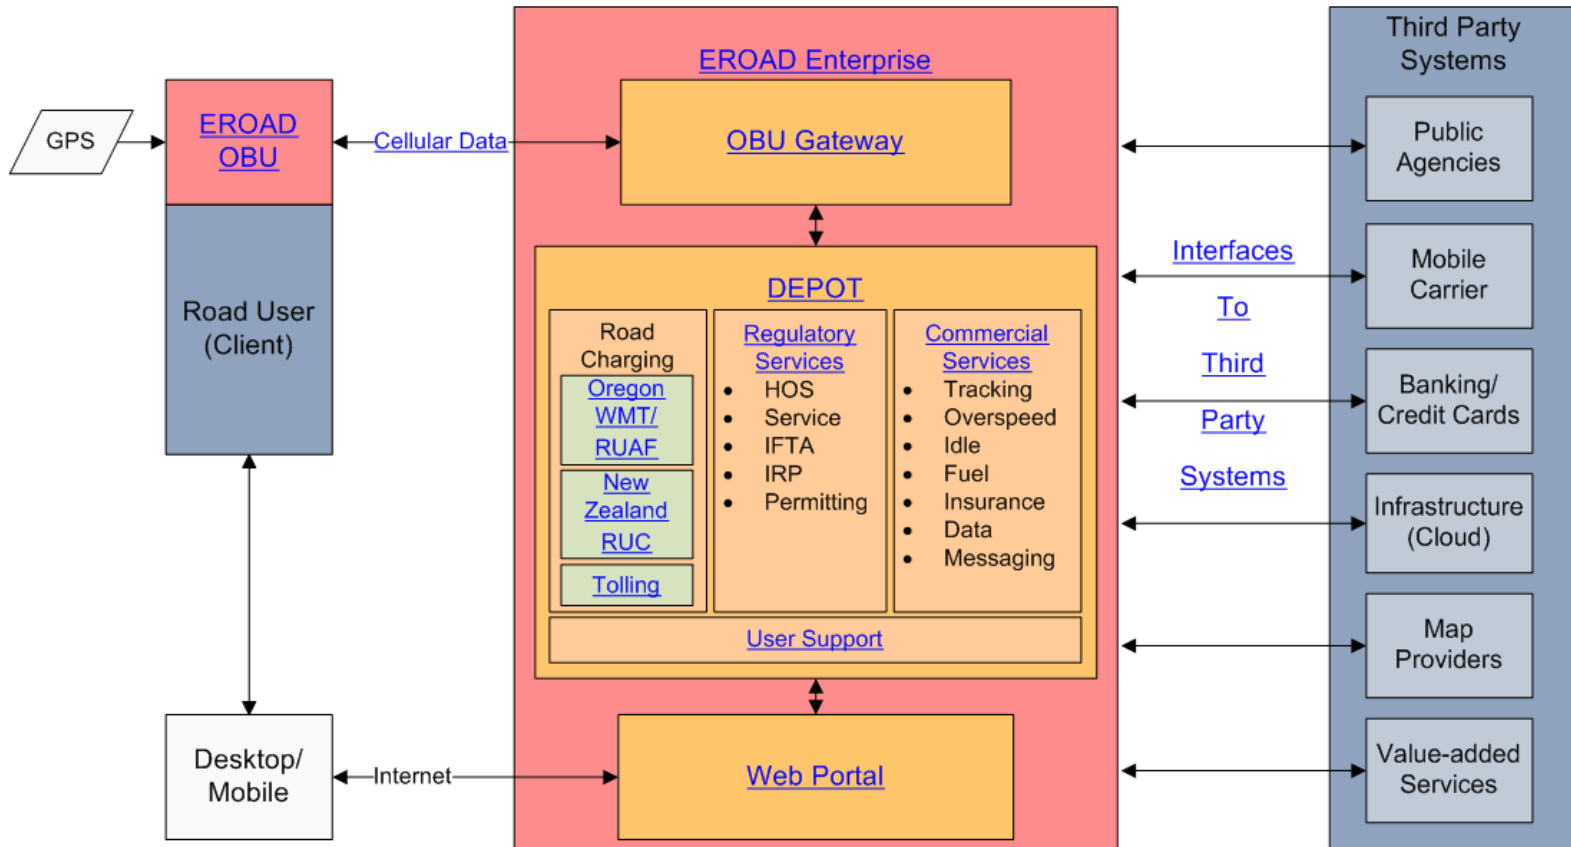 GPS
EROAD
OBU
Road User
(Client)
Desktop/
Mobile
Cellular Data
Internet
EROAD Enterprise
OBU Gateway
DEPOT
Road
Charging
Oregon
WMT/
RUAF
New
Zealand
RUC
Tolling
Regulatory
Services
• HOS
• Service
• IFTA
• IRP
• Permitting
Commercial
Services
• Tracking
• Overspeed
• Idle
• Fuel
• Insurance
• Data
• Messaging
User Support
Web Portal
Interfaces
To
Third
Party
Systems
Third Party
Systems
Public
Agencies
Mobile
Carrier
Banking/
Credit Cards
Infrastructure
(Cloud)
Map
Providers
Value-added
Services